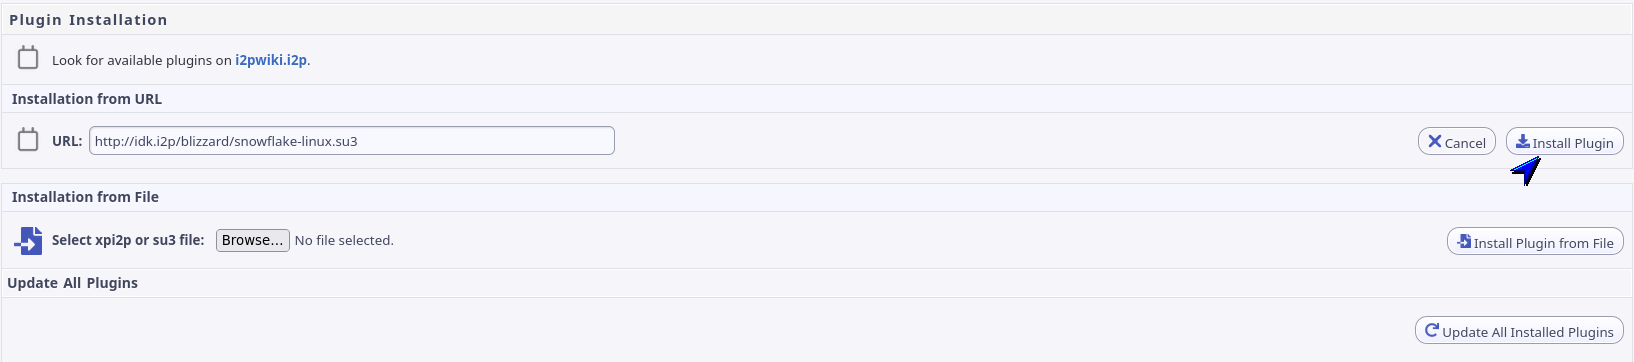 Plugin Installation
Look for available plugins on i2pwiki.i2p.
Installation from URL
URL: http://idk.i2p/blizzard/snowflake-linux.su3 Cancel Install Plugin
Installation from File
Select xpi2p or su3 file: Browse... No file selected. Install Plugin from File
Update All Plugins
Update All Installed Plugins